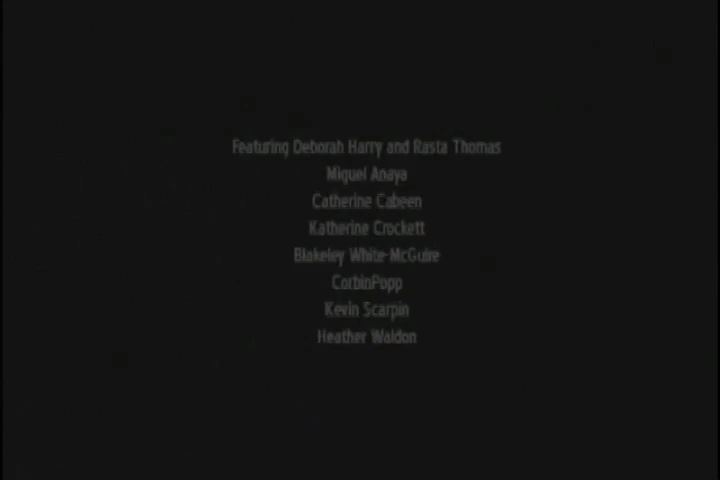 Featuring Deborah Harry and Rasta Thomas
Miguel Anaya
Catherine Cabeen
Katherine Crockett
Blakeley White-McGuire
CorbinPopp
Kevin Scarpin
Heather Waldon